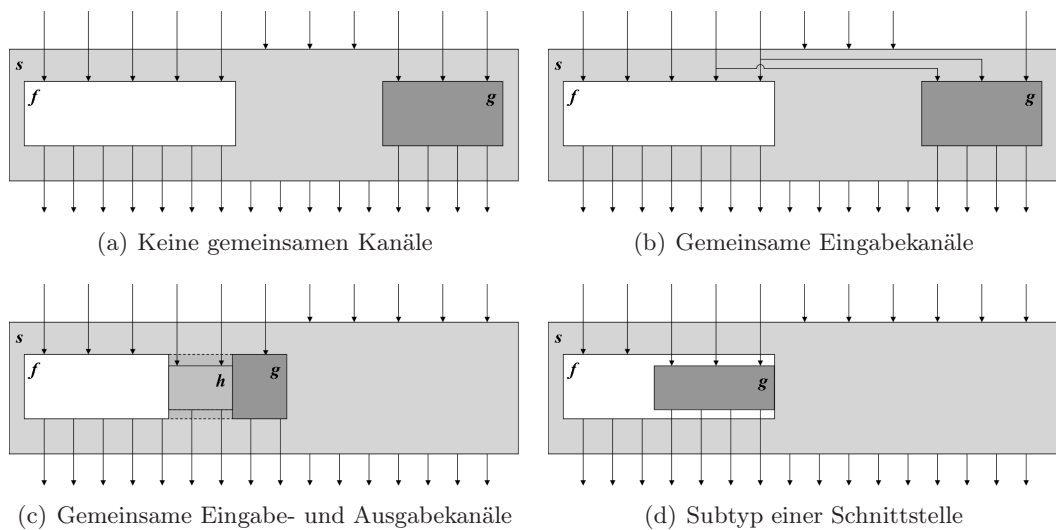 s
f
g
(a) Keine gemeinsamen Kanäle
s
f
g
(b) Gemeinsame Eingabekanäle
s
f
h
g
(c) Gemeinsame Eingabe- und Ausgabekanäle
s
f
g
(d) Subtyp einer Schnittstelle